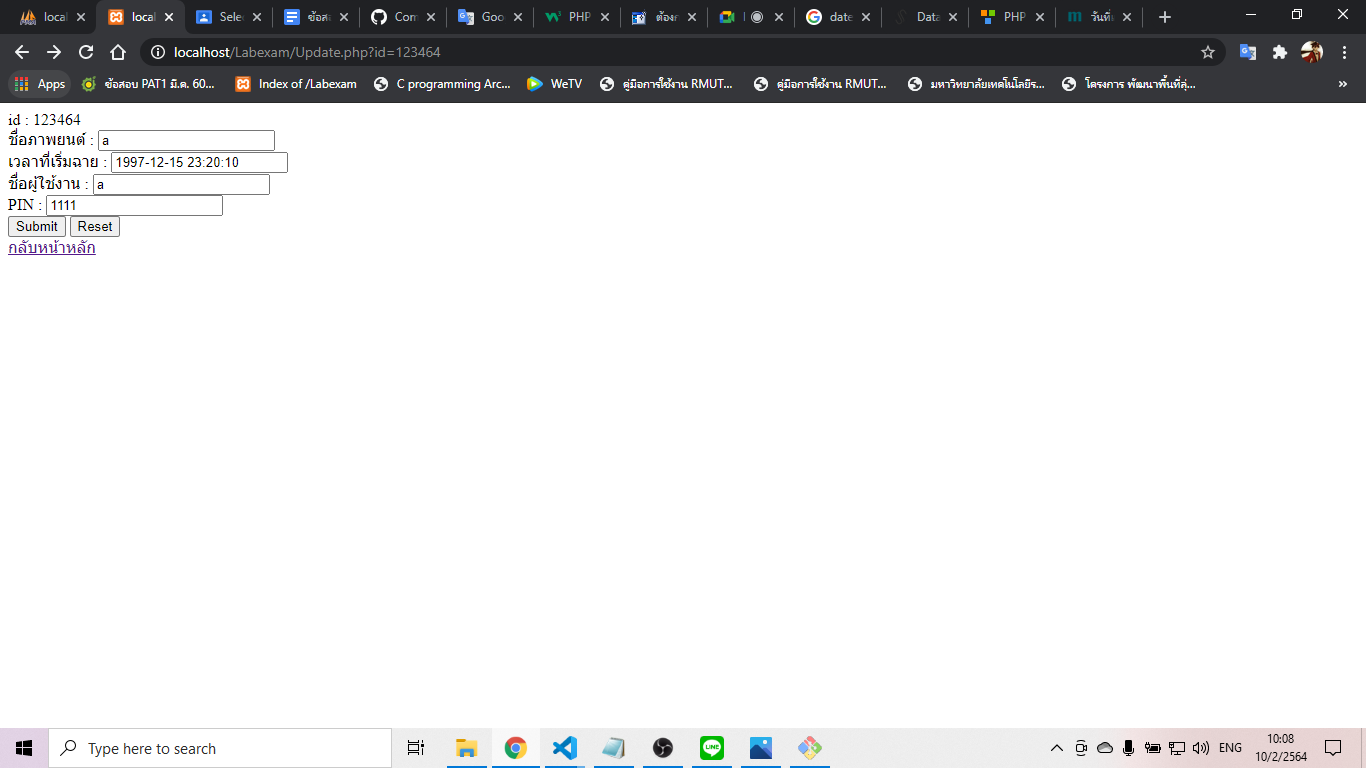 local
local
Sele
ข้อส
Com
Goo
PHP
ต้อง
date
Data
PHP
วันที่
localhost/Labexam/Update.php?id=123464
Apps
ข้อสอบ PAT1 มี.ค. 60...
Index of /Labexam
C programming Arc...
WeTV
คู่มือการใช้งาน RMUT...
คู่มือการใช้งาน RMUT...
มหาวิทยาลัยเทคโนโลยีร...
โครงการ พัฒนาพื้นที่สุ่...
»
id : 123464
ชื่อภาพยนต์ : a
เวลาที่เริ่มฉาย : 1997-12-15 23:20:10
ชื่อผู้ใช้งาน : a
PIN : 1111
Submit Reset
กลับหน้าหลัก
Type here to search
LINE
ENG
10:08
10/2/2564